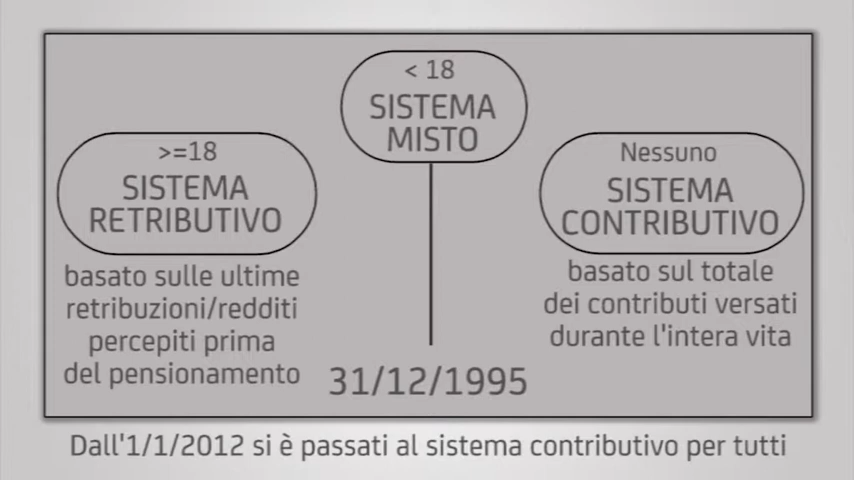 < 18
SISTEMA
MISTO
>=18
SISTEMA
RETRIBUTIVO
basato sulle ultime
retribuzioni/redditi
percepiti prima
del pensionamento
Nessuno
SISTEMA
CONTRIBUTIVO
basato sul totale
dei contributi versati
durante l'intera vita
31/12/1995
Dall'1/1/2012 si è passati al sistema contributivo per tutti